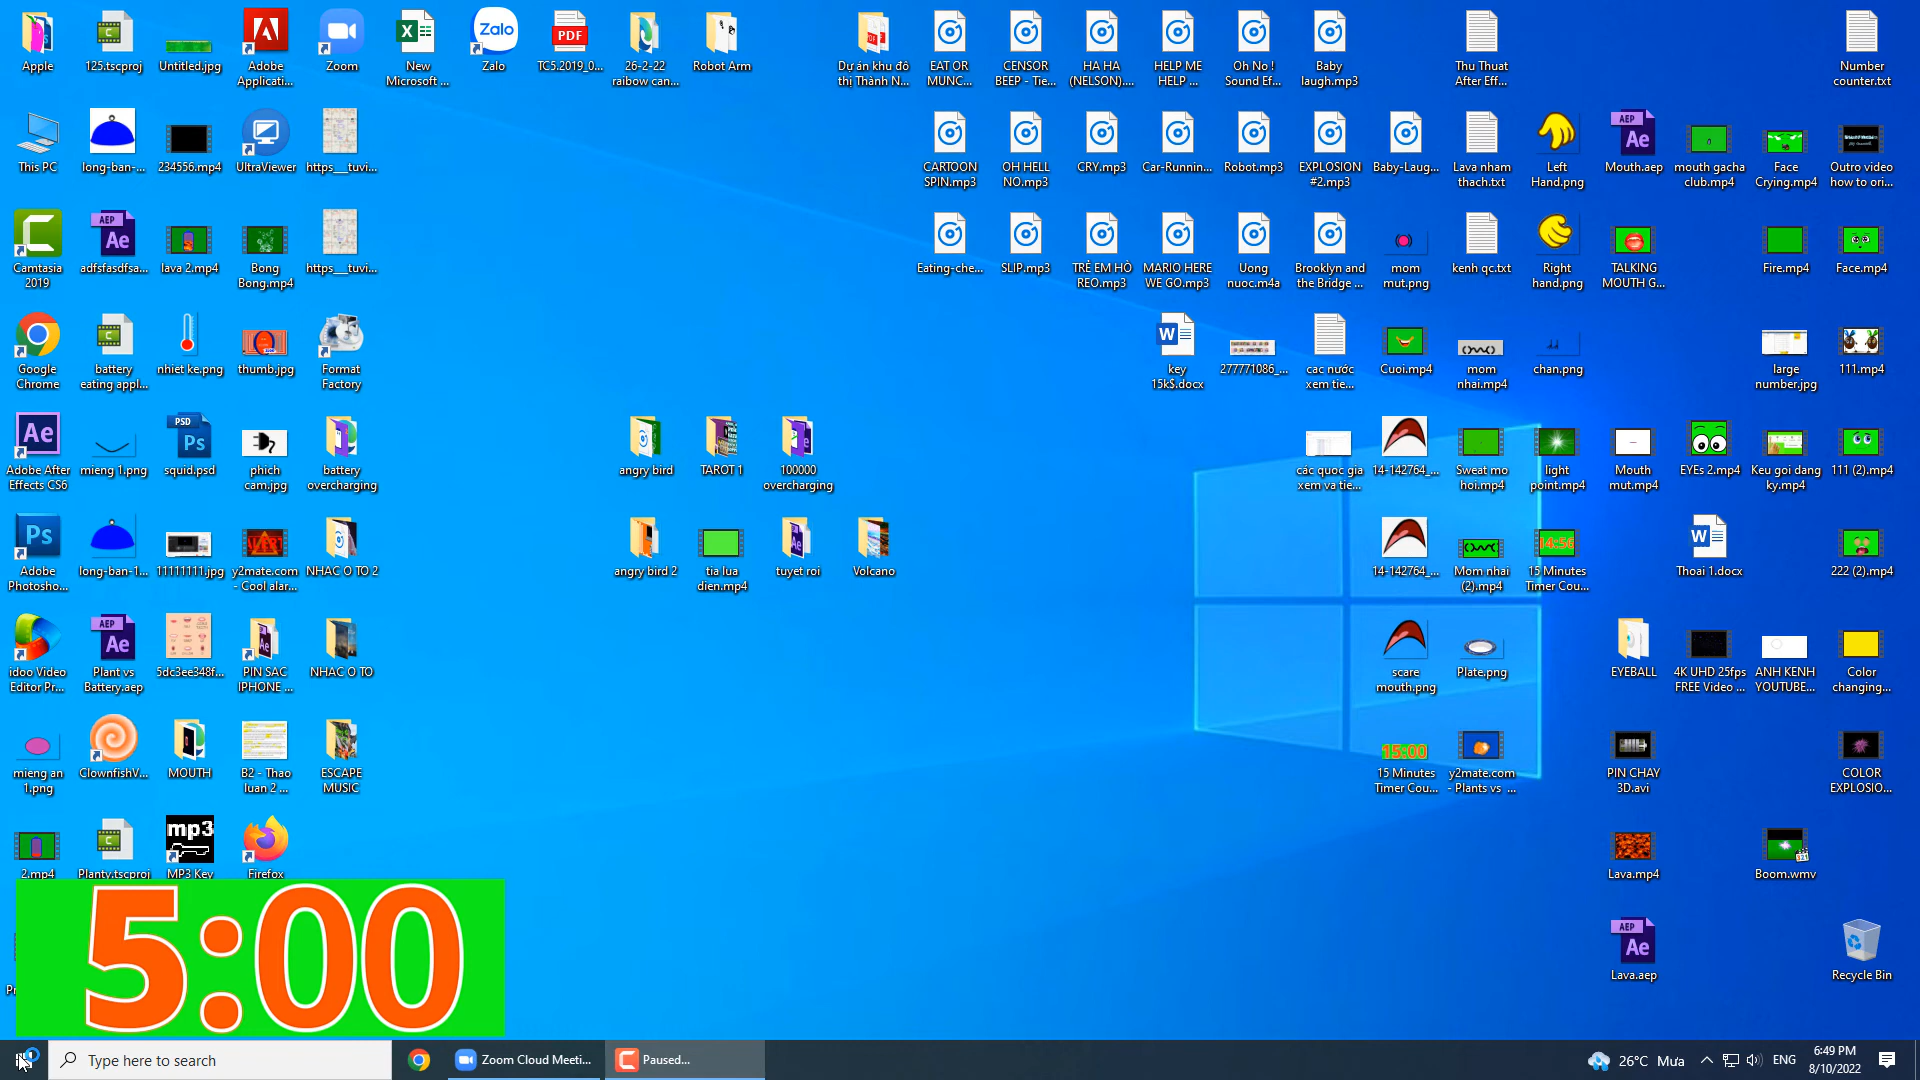 Apple
125.tscproj
Untitled.jpg
Adobe
Applicati...
Zoom
New
Microsoft ...
Zalo
TC5.2019_0...
26-2-22
raibow can...
Robot Arm
Dự án khu đô
thị Thành N...
EAT OR
MUNC...
CENSOR
BEEP - Tie...
HA HA
(NELSON)....
HELP ME
HELP ...
Oh No !
Sound Ef...
Baby
laugh.mp3
Thu Thuat
After Eff...
Number
counter.txt
This PC
long-ban-...
234556.mp4
UltraViewer
https___tuvi...
CARTOON
SPIN.mp3
OH HELL
NO.mp3
CRY.mp3
Car-Runnin...
Robot.mp3
EXPLOSION
#2.mp3
Baby-Laug...
Lava nham
thach.txt
Left
Hand.png
Mouth.aep
mouth gacha
club.mp4
Face
Crying.mp4
Outro video
how to ori...
Camtasia
2019
adfsfasdfsa...
lava 2.mp4
Bong
Bong.mp4
https___tuvi...
Eating-che...
SLIP.mp3
TRẺ EM HÒ
REO.mp3
MARIO HERE
WE GO.mp3
Uong
nuoc.m4a
Brooklyn and
the Bridge ...
mom
mut.png
kenh qc.txt
Right
hand.png
TALKING
MOUTH G...
Fire.mp4
Face.mp4
Google
Chrome
battery
eating appl...
nhiet ke.png
thumb.jpg
Format
Factory
key
15k$.docx
277771086_...
cac nước
xem tie...
Cuoi.mp4
mom
nhai.mp4
chan.png
large
number.jpg
111.mp4
Adobe After
Effects CS6
mieng 1.png
squid.psd
phich
cam.jpg
battery
overcharging
angry bird
TAROT 1
100000
overcharging
các quoc gia
xem va tie...
14-142764_...
Sweat mo
hoi.mp4
light
point.mp4
Mouth
mut.mp4
EYEs 2.mp4
Keu goi dang
ky.mp4
111 (2).mp4
Adobe
Photosho...
long-ban-1...
11111111.jpg
y2mate.com
- Cool alar...
NHAC O TO 2
angry bird 2
tia lua
dien.mp4
tuyet roi
Volcano
14-142764_...
Mom nhai
(2).mp4
14:56
15 Minutes
Timer Cou...
Thoai 1.docx
222 (2).mp4
idoo Video
Editor Pr...
Plant vs
Battery.aep
5dc3ee348f...
PIN SAC
IPHONE ...
NHAC O TO
scare
mouth.png
Plate.png
EYEBALL
4K UHD 25fps
FREE Video ...
ANH KENH
YOUTUBE...
Color
changing...
mieng an
1.png
ClownfishV...
MOUTH
B2 - Thao
luan 2 ...
ESCAPE
MUSIC
15:00
15 Minutes
Timer Cou...
y2mate.com
- Plants vs ...
PIN CHAY
3D.avi
COLOR
EXPLOSIO...
2.mp4
Planty.tscproj
mp3
MP3 Key
Firefox
Lava.mp4
Boom.wmv
5:00
Lava.aep
Recycle Bin
Type here to search
Zoom Cloud Meeti...
Paused...
26°C Mưa
ENG
6:49 PM
8/10/2022